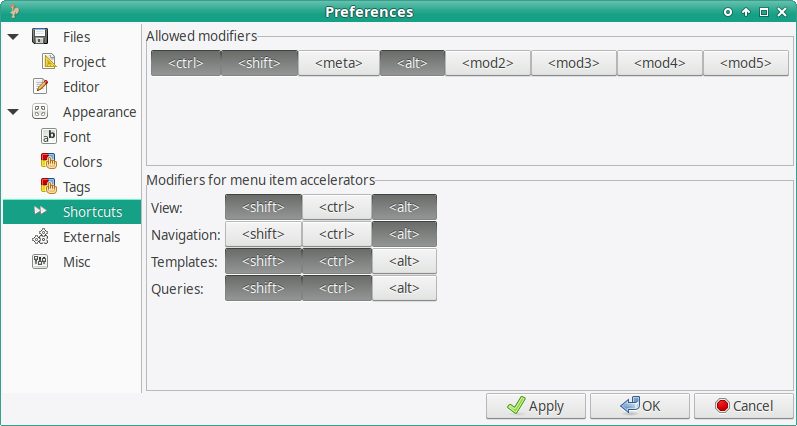 Preferences
Files
Project
Editor
Appearance
Font
Colors
Tags
Shortcuts
Externals
Misc
Allowed modifiers
<ctrl> <shift> <meta> <alt> <mod2> <mod3> <mod4> <mod5>
Modifiers for menu item accelerators
View: <shift> <ctrl> <alt>
Navigation: <shift> <ctrl> <alt>
Templates: <shift> <ctrl> <alt>
Queries: <shift> <ctrl> <alt>
Apply OK Cancel